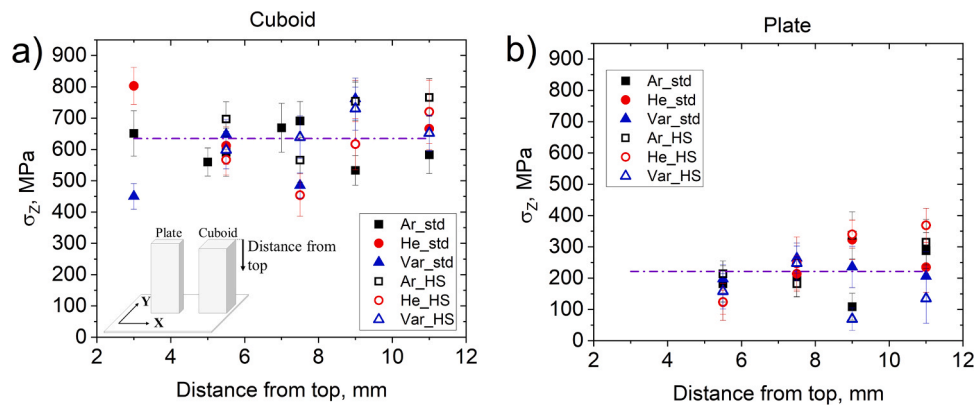 Cuboid
a)
900
800
700
600
500
400
300
200
100
0
σZ, MPa
Ar_std
He_std
Var_std
Ar_HS
He_HS
Var_HS
Plate Cuboid
Distance from
top
Y
X
2 4 6 8 10 12
Distance from top, mm
Plate
b)
900
800
700
600
500
400
300
200
100
0
σZ, MPa
Ar_std
He_std
Var_std
Ar_HS
He_HS
Var_HS
2 4 6 8 10 12
Distance from top, mm